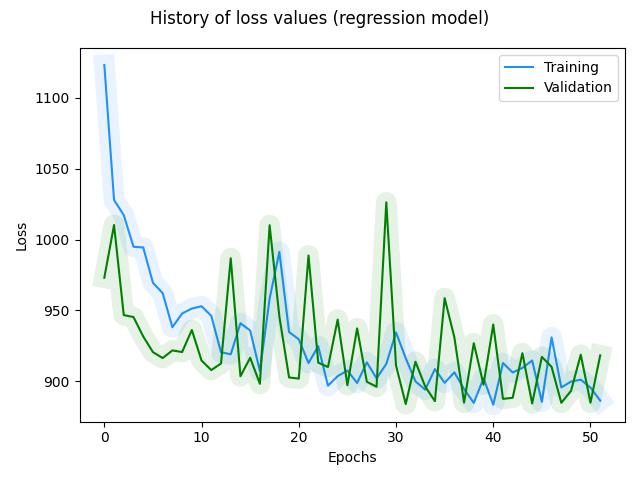 History of loss values (regression model)
Training
Validation
1100
1050
1000
950
900
Loss
0
10
20
30
40
50
Epochs